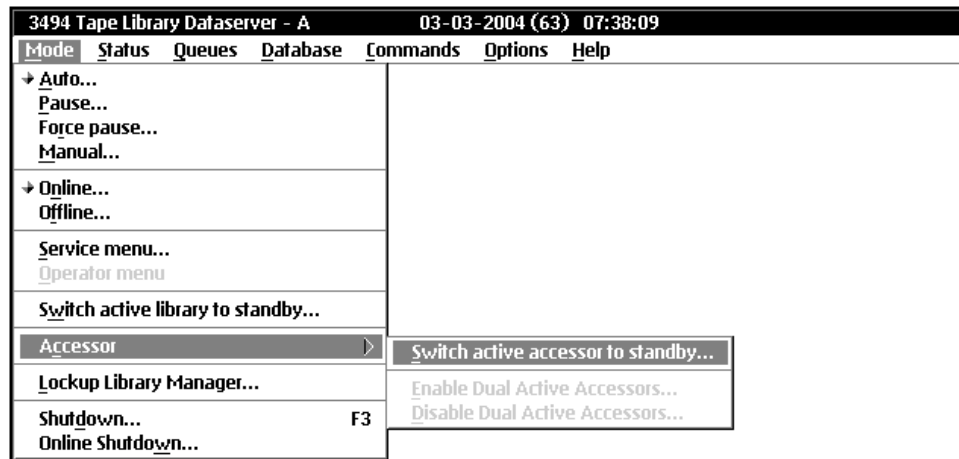 3494 Tape Library Dataserver - A 03-03-2004 (63) 07:38:09
Mode Status Queues Database Commands Options Help
Auto...
Pause...
Force pause...
Manual...
Online...
Offline...
Service menu...
Operator menu
Switch active library to standby...
Accessor
Switch active accessor to standby...
Enable Dual Active Accessors...
Disable Dual Active Accessors...
Lockup Library Manager...
Shutdown... F3
Online Shutdown...